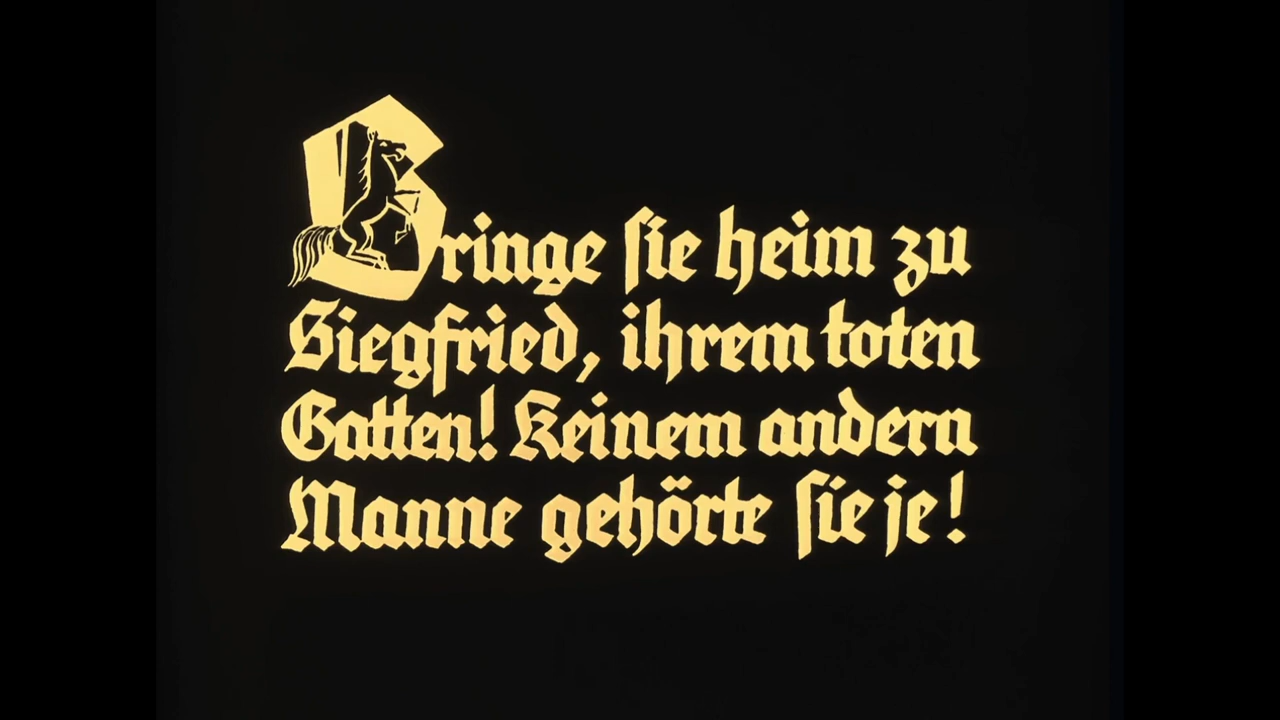 Bringe sie heim zu
Siegfried, ihrem toten
Gatten! Keinem andern
Manne gehörte sie je!